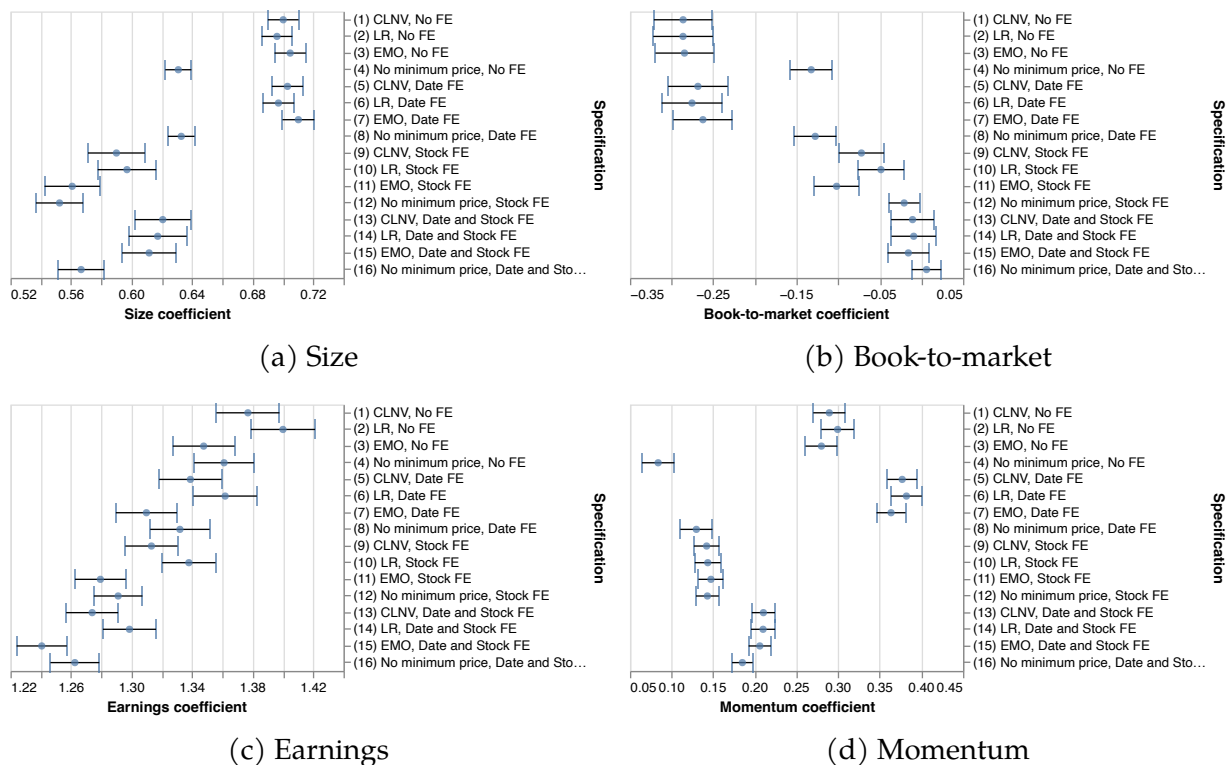 (1) CLNV, No FE
(2) LR, No FE
(3) EMO, No FE
(4) No minimum price, No FE
(5) CLNV, Date FE
(6) LR, Date FE
(7) EMO, Date FE
(8) No minimum price, Date FE
(9) CLNV, Stock FE
(10) LR, Stock FE
(11) EMO, Stock FE
(12) No minimum price, Stock FE
(13) CLNV, Date and Stock FE
(14) LR, Date and Stock FE
(15) EMO, Date and Stock FE
(16) No minimum price, Date and Sto…
Specification
0.52 0.56 0.60 0.64 0.68 0.72
Size coefficient
(a) Size
(1) CLNV, No FE
(2) LR, No FE
(3) EMO, No FE
(4) No minimum price, No FE
(5) CLNV, Date FE
(6) LR, Date FE
(7) EMO, Date FE
(8) No minimum price, Date FE
(9) CLNV, Stock FE
(10) LR, Stock FE
(11) EMO, Stock FE
(12) No minimum price, Stock FE
(13) CLNV, Date and Stock FE
(14) LR, Date and Stock FE
(15) EMO, Date and Stock FE
(16) No minimum price, Date and Sto…
Specification
−0.35 −0.25 −0.15 −0.05 0.05
Book-to-market coefficient
(b) Book-to-market
(1) CLNV, No FE
(2) LR, No FE
(3) EMO, No FE
(4) No minimum price, No FE
(5) CLNV, Date FE
(6) LR, Date FE
(7) EMO, Date FE
(8) No minimum price, Date FE
(9) CLNV, Stock FE
(10) LR, Stock FE
(11) EMO, Stock FE
(12) No minimum price, Stock FE
(13) CLNV, Date and Stock FE
(14) LR, Date and Stock FE
(15) EMO, Date and Stock FE
(16) No minimum price, Date and Sto…
Specification
1.22 1.26 1.30 1.34 1.38 1.42
Earnings coefficient
(c) Earnings
(1) CLNV, No FE
(2) LR, No FE
(3) EMO, No FE
(4) No minimum price, No FE
(5) CLNV, Date FE
(6) LR, Date FE
(7) EMO, Date FE
(8) No minimum price, Date FE
(9) CLNV, Stock FE
(10) LR, Stock FE
(11) EMO, Stock FE
(12) No minimum price, Stock FE
(13) CLNV, Date and Stock FE
(14) LR, Date and Stock FE
(15) EMO, Date and Stock FE
(16) No minimum price, Date and Sto…
Specification
0.05 0.10 0.15 0.20 0.25 0.30 0.35 0.40 0.45
Momentum coefficient
(d) Momentum